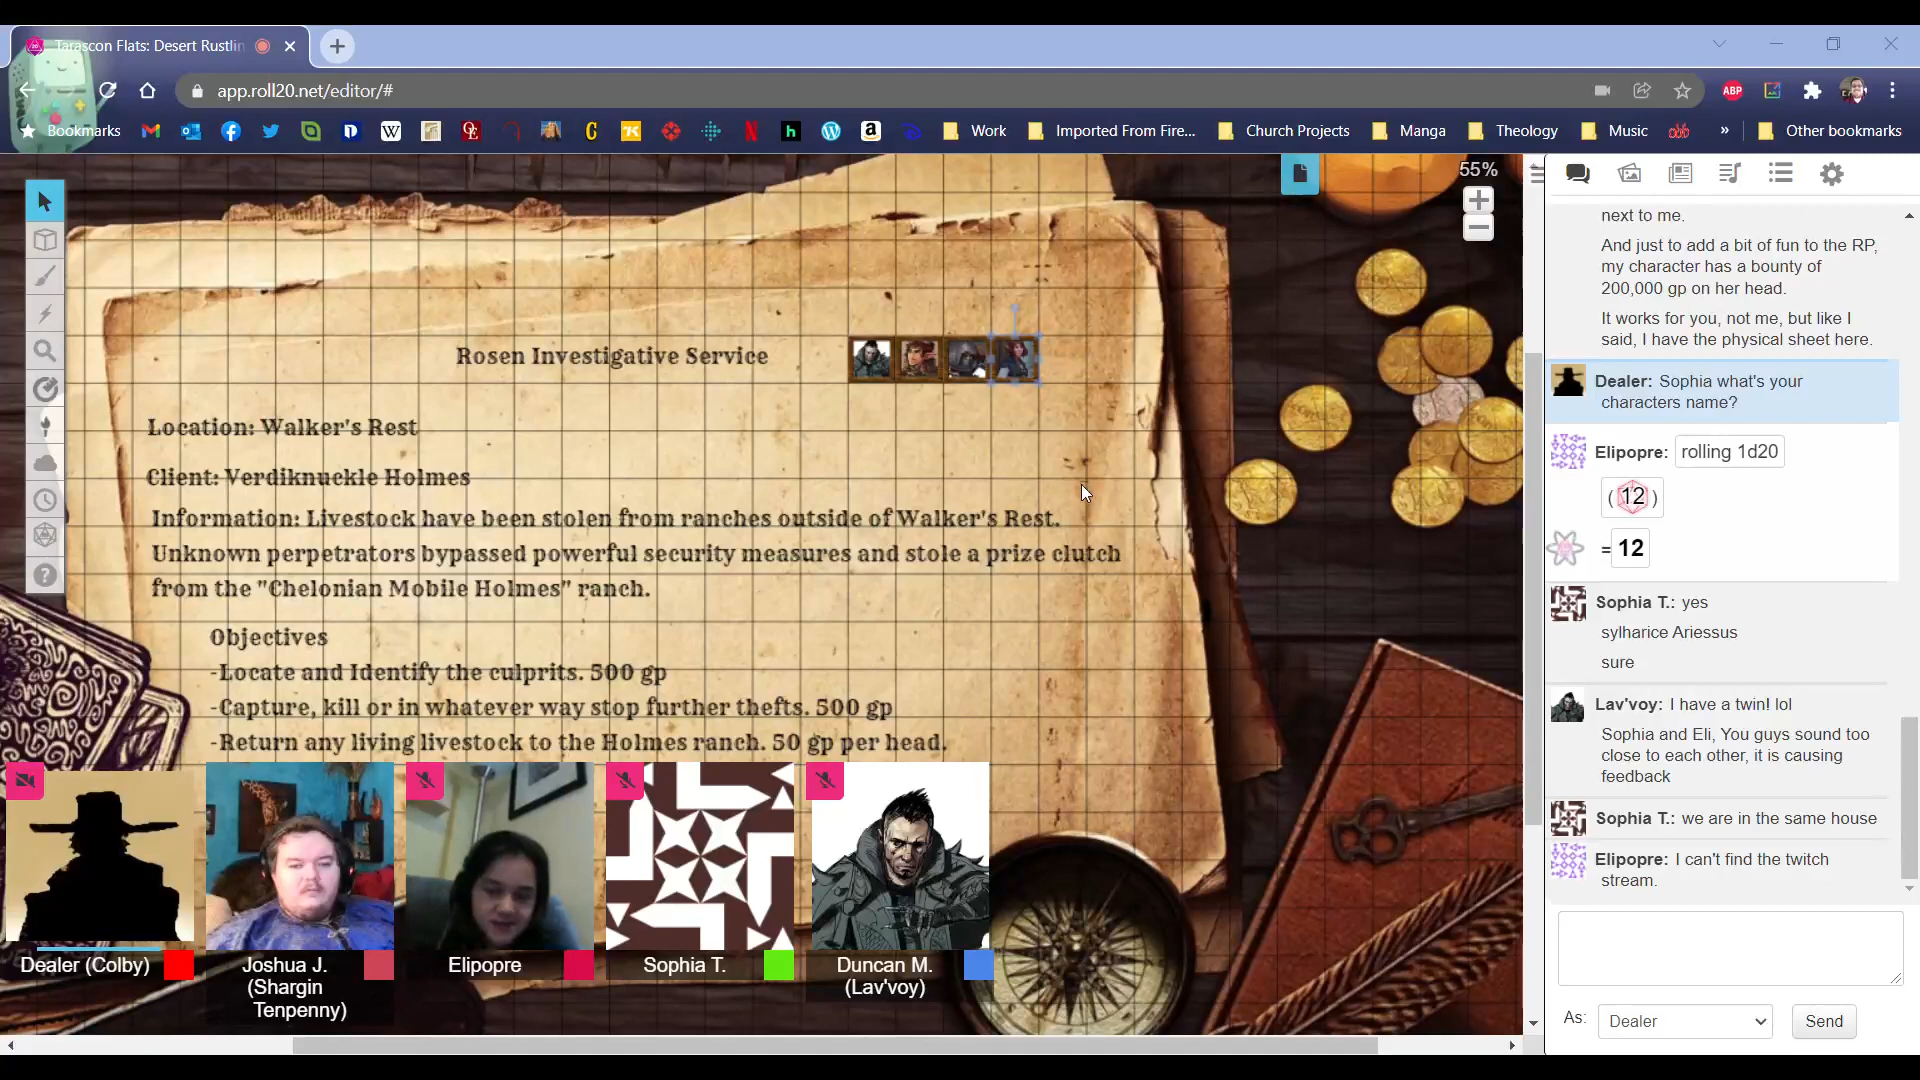 Tarascon Flats: Desert Rustlin
app.roll20.net/editor/#
ABP
Bookmarks
Work
Imported From Fire...
Church Projects
Manga
Theology
Music
»
Other bookmarks
55%
next to me.
And just to add a bit of fun to the RP,
my character has a bounty of
200,000 gp on her head.
It works for you, not me, but like I
said, I have the physical sheet here.
Dealer: Sophia what's your
characters name?
Elipopre: rolling 1d20
(12)
=12
Sophia T.: yes
sylharice Ariessus
sure
Lav'voy: I have a twin! lol
Sophia and Eli, You guys sound too
close to each other, it is causing
feedback
Sophia T.: we are in the same house
Elipopre: I can't find the twitch
stream.
As:
Dealer
Send
Rosen Investigative Service
Location: Walker's Rest
Client: Verdiknuckle Holmes
Information: Livestock have been stolen from ranches outside of Walker's Rest.
Unknown perpetrators bypassed powerful security measures and stole a prize clutch
from the "Chelonian Mobile Holmes" ranch.
Objectives
-Locate and Identify the culprits. 500 gp
-Capture, kill or in whatever way stop further thefts. 500 gp
-Return any living livestock to the Holmes ranch. 50 gp per head.
Dealer (Colby)
Joshua J.
(Shargin
Tenpenny)
Elipopre
Sophia T.
Duncan M.
(Lav'voy)